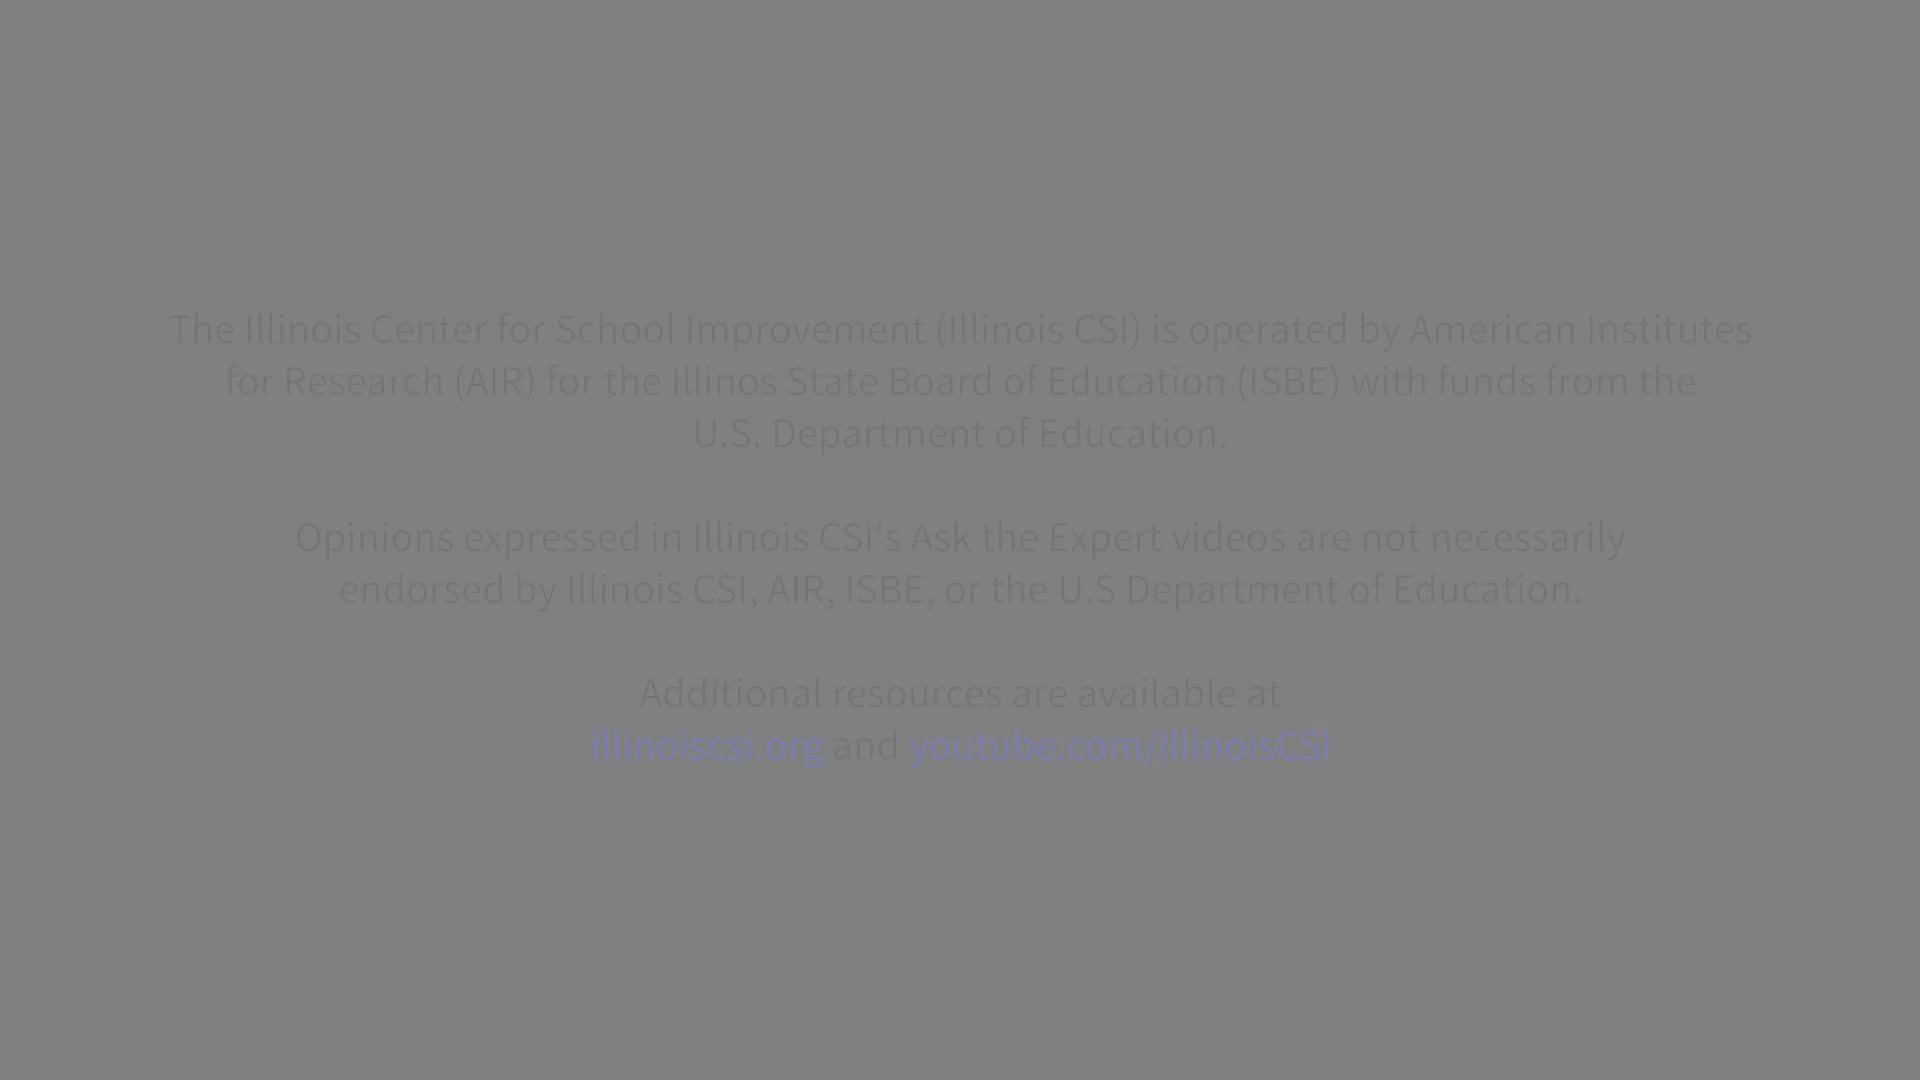 The Illinois Center for School Improvement (Illinois CSI) is operated by American Institutes
for Research (AIR) for the Illinos State Board of Education (ISBE) with funds from the
U.S. Department of Education.
Opinions expressed in Illinois CSI's Ask the Expert videos are not necessarily
endorsed by Illinois CSI, AIR, ISBE, or the U.S Department of Education.
Additional resources are available at
illinoiscsi.org and youtube.com/IllinoisCSI